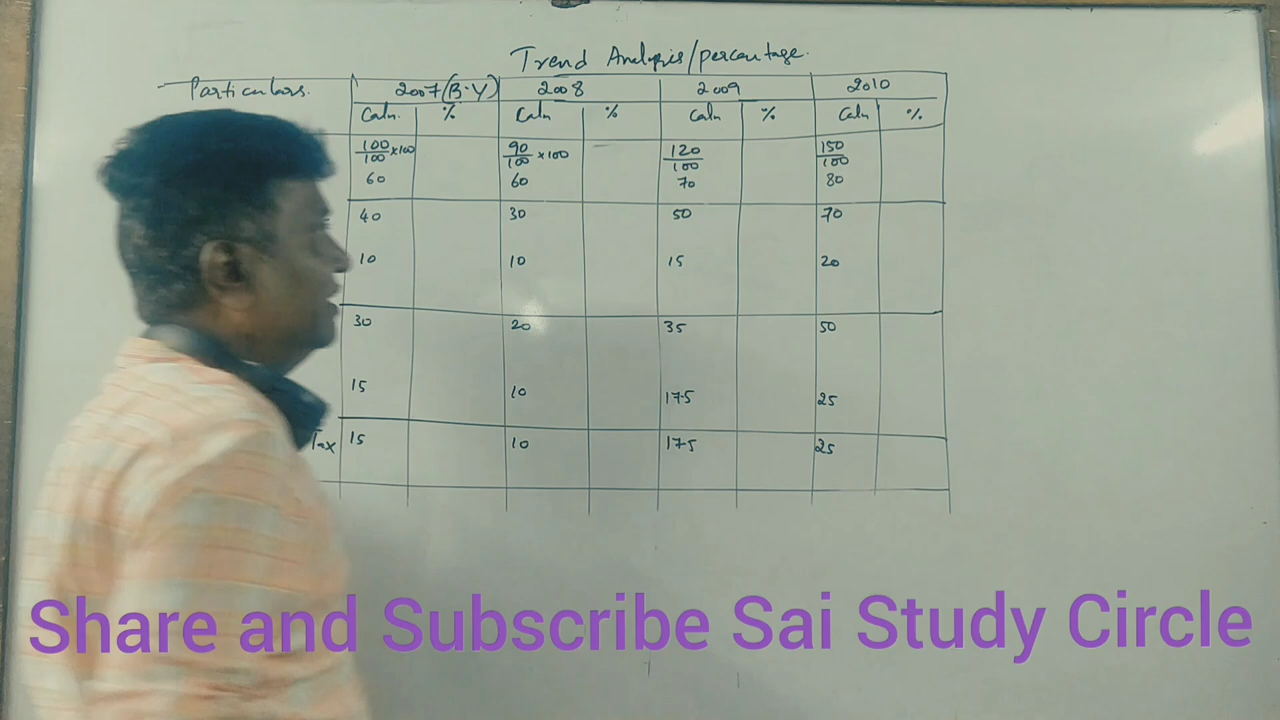 Trend Analysis/percentage.
Particulars. 2007(B.Y) 2008 2009 2010
Caln. % Caln % Caln % Caln %
100/100 x100 90/100 x100 120/100 150/100
60 60 70 80
40 30 50 70
10 10 15 20
30 20 35 50
15 10 17.5 25
Tax 15 10 17.5 25
Share and Subscribe Sai Study Circle